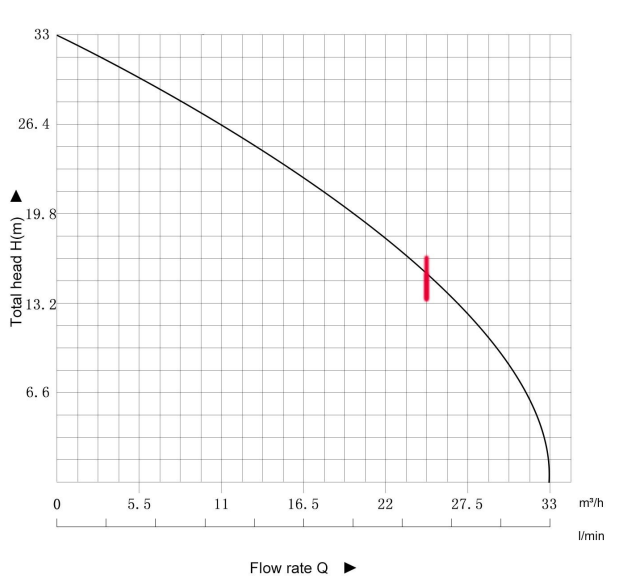 33
26.4
19.8
13.2
6.6
Total head H(m) ▲
0 5.5 11 16.5 22 27.5 33 m³/h
l/min
Flow rate Q ►